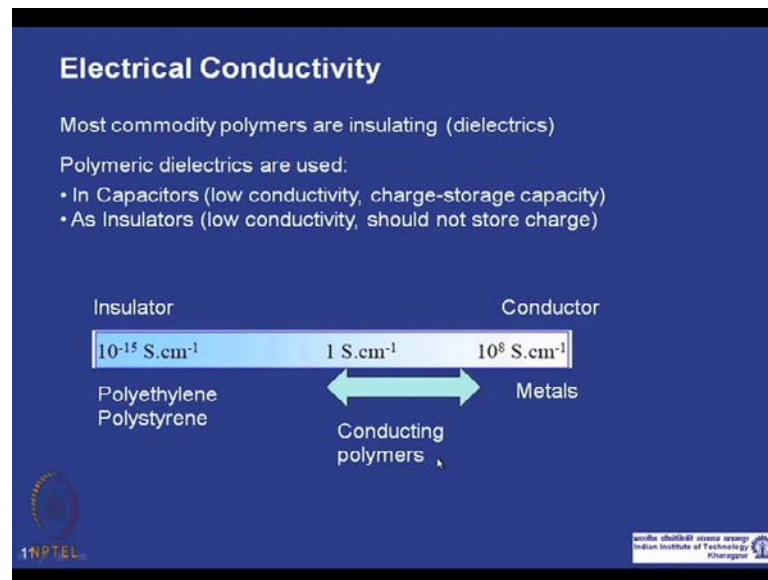 Electrical Conductivity
Most commodity polymers are insulating (dielectrics)
Polymeric dielectrics are used:
• In Capacitors (low conductivity, charge-storage capacity)
• As Insulators (low conductivity, should not store charge)
Insulator Conductor
10⁻¹⁵ S.cm⁻¹ 1 S.cm⁻¹ 10⁸ S.cm⁻¹
Polyethylene Metals
Polystyrene
Conducting
polymers
11 NPTEL
Indian Institute of Technology
Kharagpur